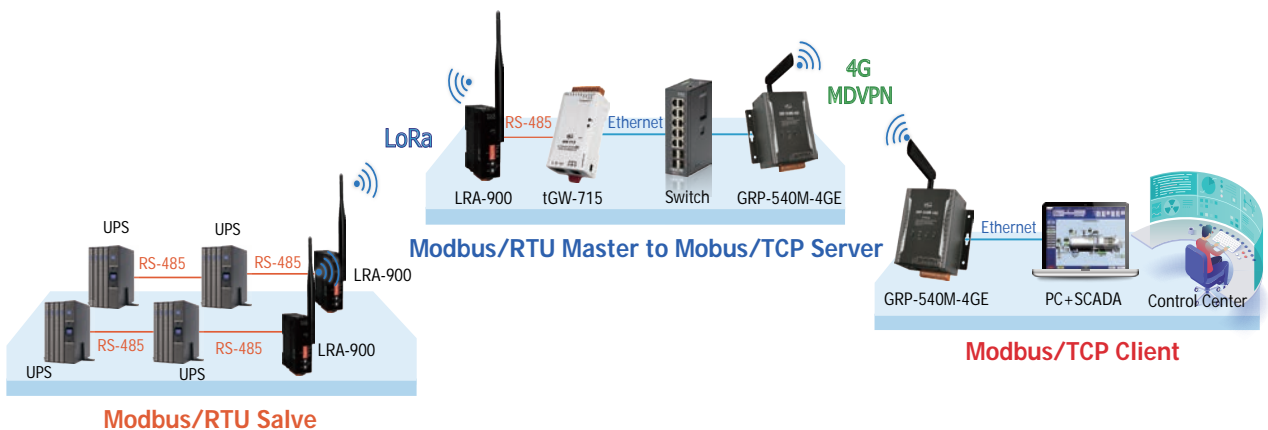 UPS
UPS
RS-485
RS-485
LRA-900
RS-485
RS-485
LRA-900
UPS
UPS
Modbus/RTU Salve
LoRa
RS-485
Ethernet
4G
MDVPN
LRA-900
tGW-715
Switch
GRP-540M-4GE
Modbus/RTU Master to Mobus/TCP Server
Ethernet
GRP-540M-4GE
PC+SCADA
Control Center
Modbus/TCP Client